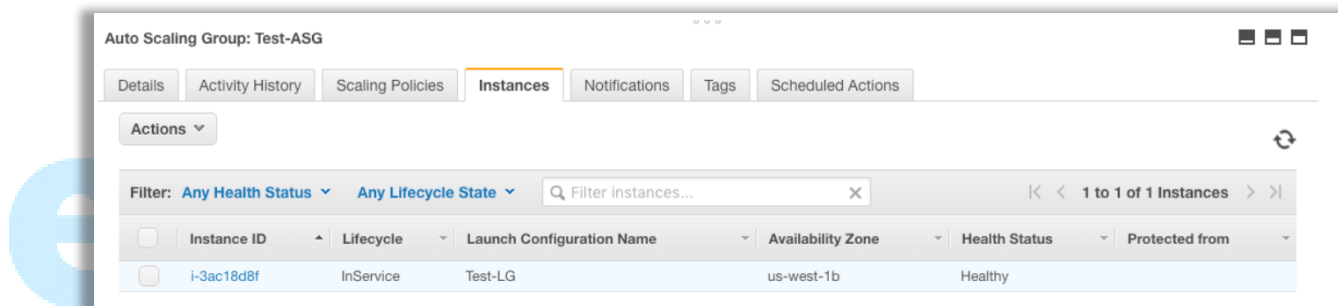 Auto Scaling Group: Test-ASG
Details Activity History Scaling Policies Instances Notifications Tags Scheduled Actions
Actions
Filter: Any Health Status Any Lifecycle State Filter instances... 1 to 1 of 1 Instances
Instance ID Lifecycle Launch Configuration Name Availability Zone Health Status Protected from
i-3ac18d8f InService Test-LG us-west-1b Healthy